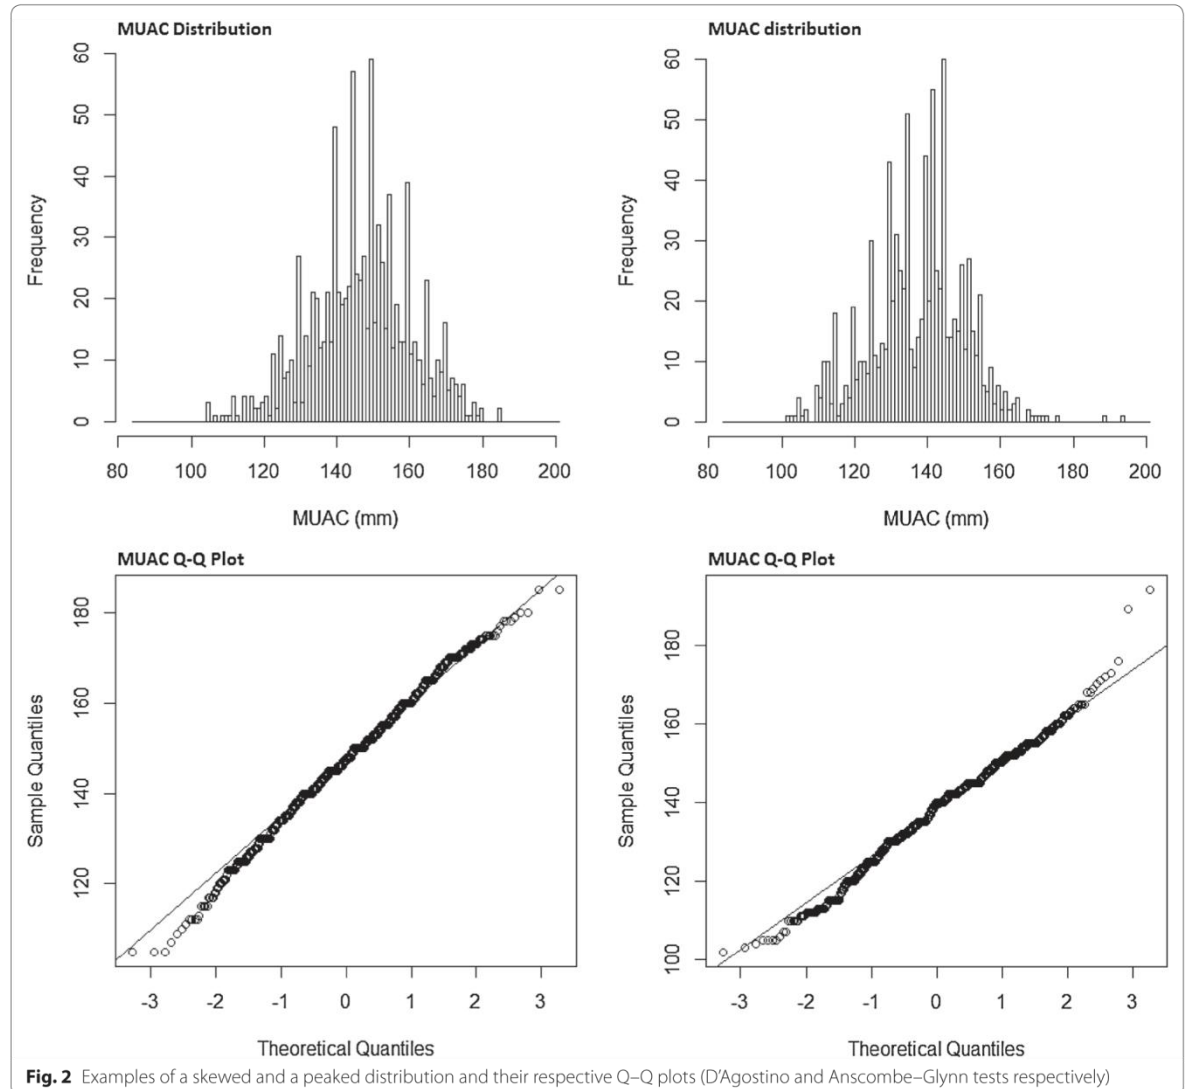 MUAC Distribution
60
50
40
30
20
10
0
Frequency
80 100 120 140 160 180 200
MUAC (mm)
MUAC distribution
60
50
40
30
20
10
0
Frequency
80 100 120 140 160 180 200
MUAC (mm)
MUAC Q-Q Plot
180
160
140
120
Sample Quantiles
-3 -2 -1 0 1 2 3
Theoretical Quantiles
MUAC Q-Q Plot
180
160
140
120
100
Sample Quantiles
-3 -2 -1 0 1 2 3
Theoretical Quantiles
Fig. 2 Examples of a skewed and a peaked distribution and their respective Q–Q plots (D’Agostino and Anscombe–Glynn tests respectively)